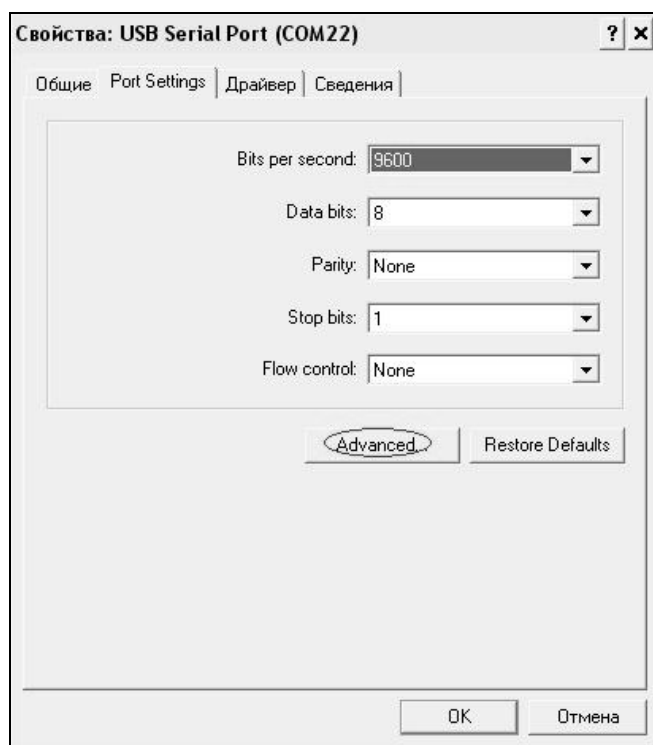 Свойства: USB Serial Port (COM22)
Общие Port Settings Драйвер Сведения
Bits per second: 9600
Data bits: 8
Parity: None
Stop bits: 1
Flow control: None
Advanced.. Restore Defaults
OK Отмена